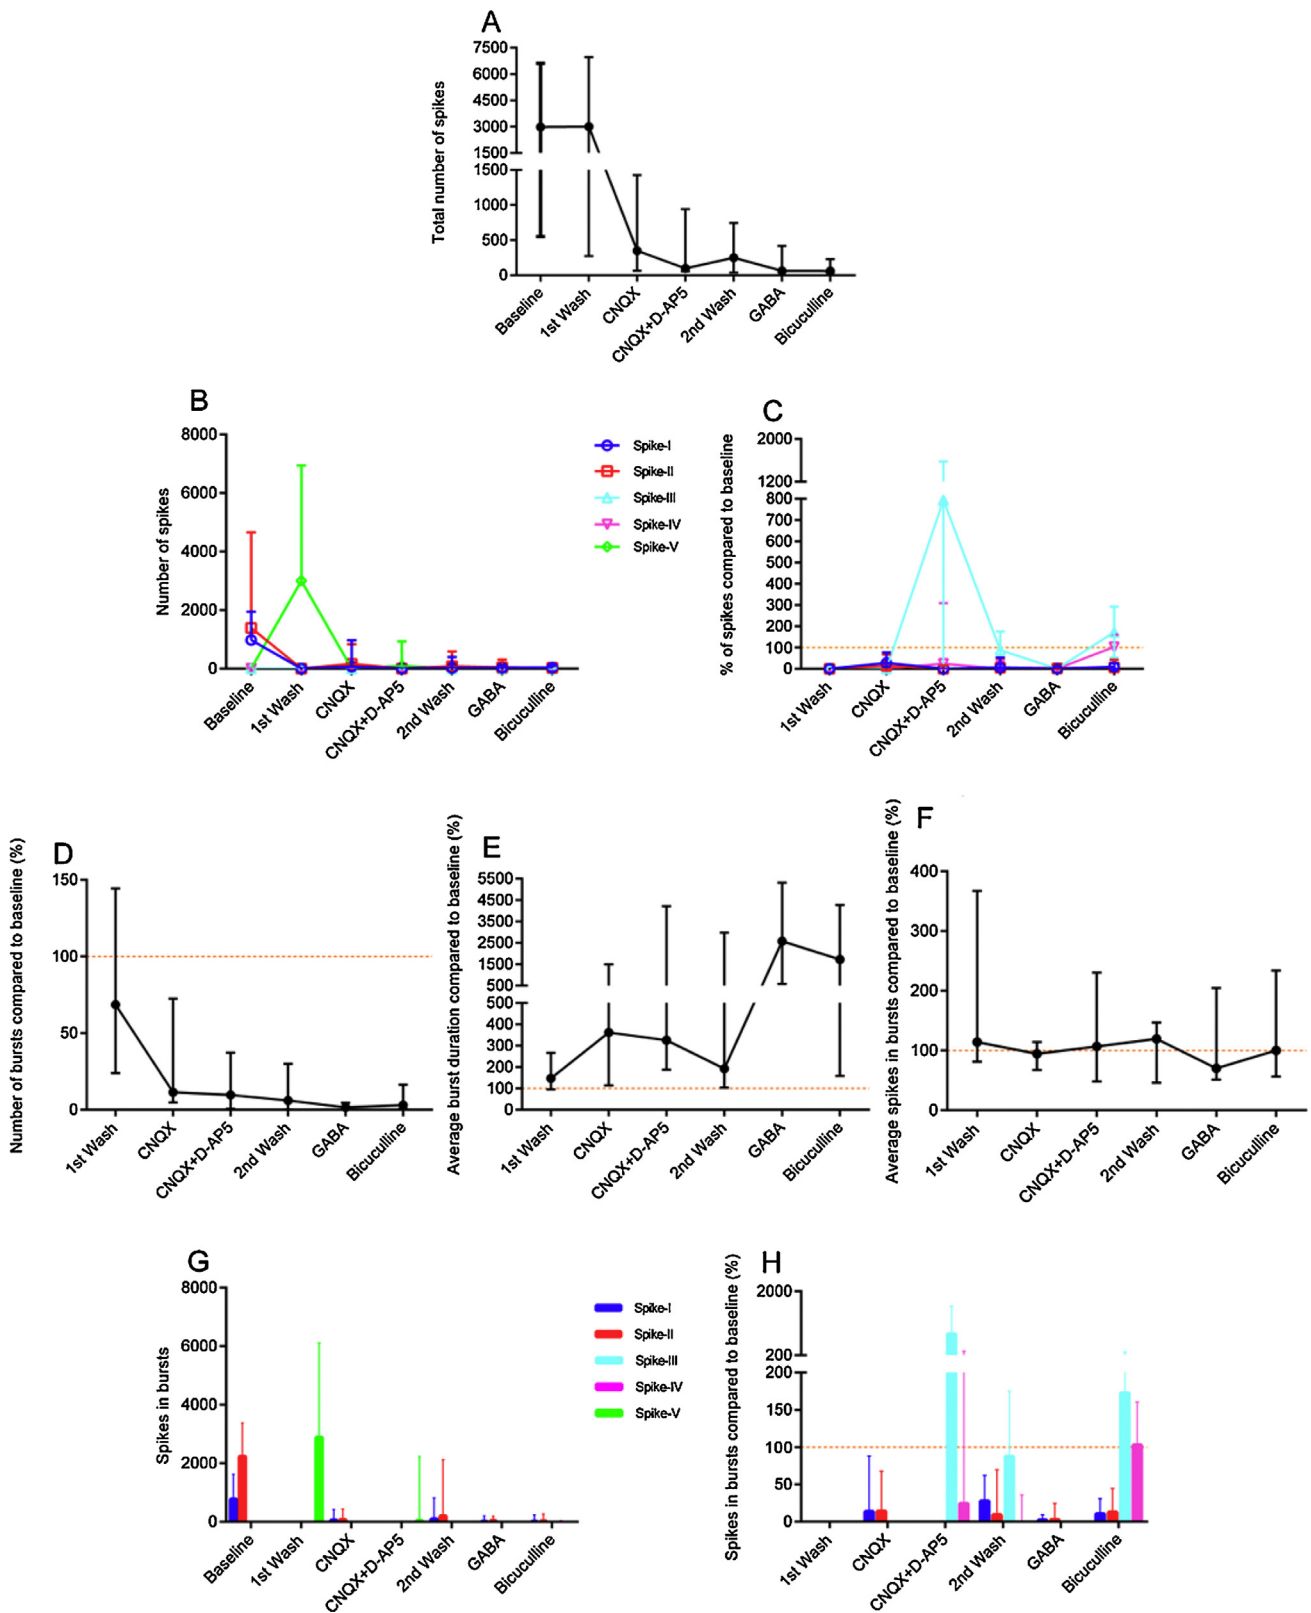 A
Total number of spikes
7500
6000
4500
3000
1500
1500
1000
500
0
Baseline
1st Wash
CNQX
CNQX+D-AP5
2nd Wash
GABA
Bicuculline
B
Number of spikes
8000
6000
4000
2000
0
Baseline
1st Wash
CNQX
CNQX+D-AP5
2nd Wash
GABA
Bicuculline
Spike-I
Spike-II
Spike-III
Spike-IV
Spike-V
C
% of spikes compared to baseline
2000
1200
800
700
600
500
400
300
200
100
0
1st Wash
CNQX
CNQX+D-AP5
2nd Wash
GABA
Bicuculline
D
Number of bursts compared to baseline (%)
150
100
50
0
1st Wash
CNQX
CNQX+D-AP5
2nd Wash
GABA
Bicuculline
E
Average burst duration compared to baseline (%)
5500
4500
3500
2500
1500
500
500
400
300
200
100
0
1st Wash
CNQX
CNQX+D-AP5
2nd Wash
GABA
Bicuculline
F
Average spikes in bursts compared to baseline (%)
400
300
200
100
0
1st Wash
CNQX
CNQX+D-AP5
2nd Wash
GABA
Bicuculline
G
Spikes in bursts
8000
6000
4000
2000
0
Baseline
1st Wash
CNQX
CNQX+D-AP5
2nd Wash
GABA
Bicuculline
Spike-I
Spike-II
Spike-III
Spike-IV
Spike-V
H
Spikes in bursts compared to baseline (%)
2000
200
200
150
100
50
0
1st Wash
CNQX
CNQX+D-AP5
2nd Wash
GABA
Bicuculline